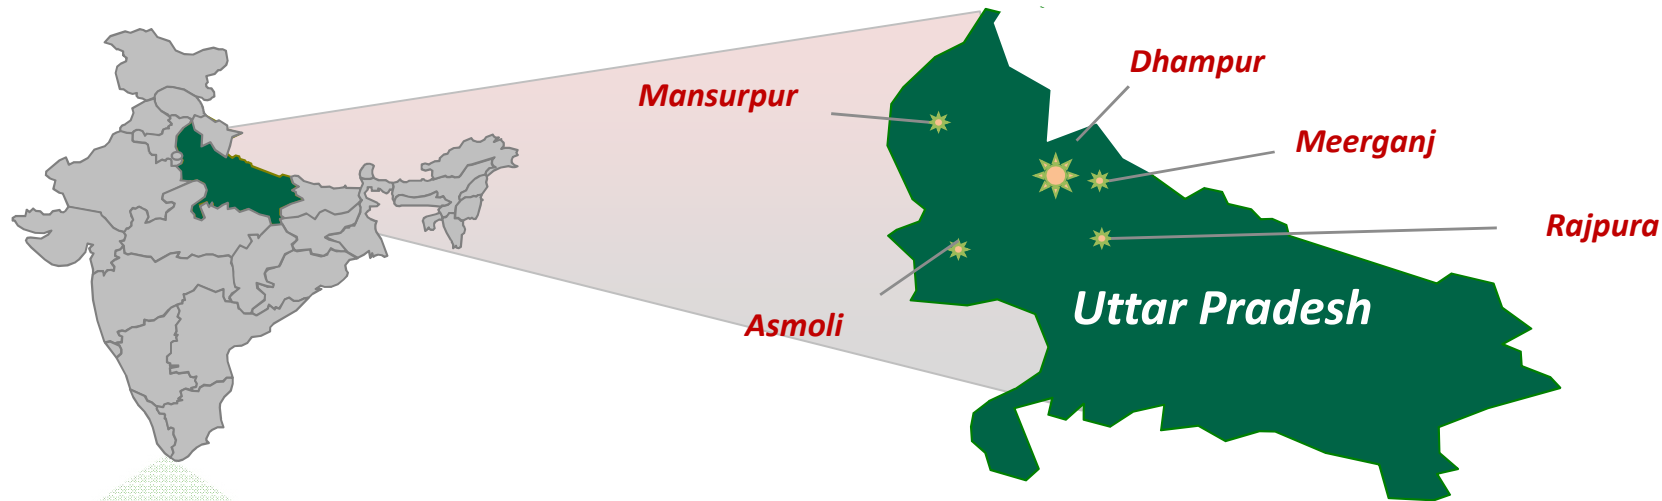 Dhampur
Mansurpur
Meerganj
Rajpura
Uttar Pradesh
Asmoli